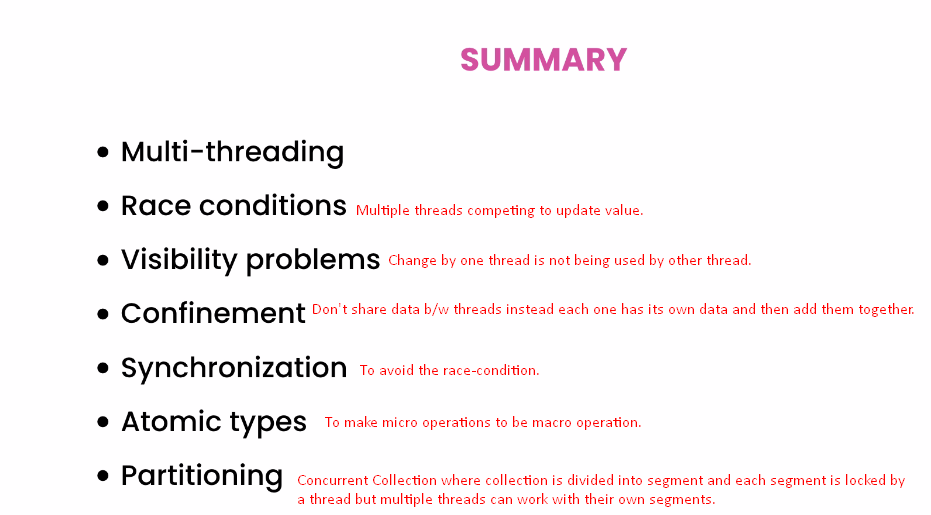 SUMMARY
• Multi-threading
• Race conditions Multiple threads competing to update value.
• Visibility problems Change by one thread is not being used by other thread.
• Confinement Don't share data b/w threads instead each one has its own data and then add them together.
• Synchronization To avoid the race-condition.
• Atomic types To make micro operations to be macro operation.
• Partitioning Concurrent Collection where collection is divided into segment and each segment is locked by
a thread but multiple threads can work with their own segments.